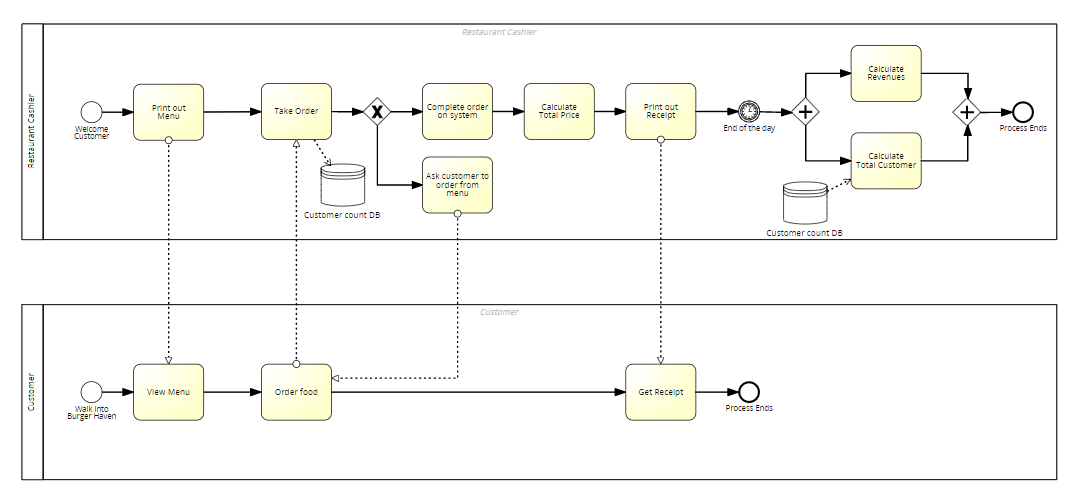 Restaurant Cashier
Restaurant Cashier
Welcome
Customer
Print out
Menu
Take Order
Customer count DB
Complete order
on system
Ask customer to
order from
menu
Calculate
Total Price
Print out
Receipt
End of the day
Calculate
Revenues
Calculate
Total Customer
Customer count DB
Process Ends
Customer
Customer
Walk Into
Burger Haven
View Menu
Order food
Get Receipt
Process Ends